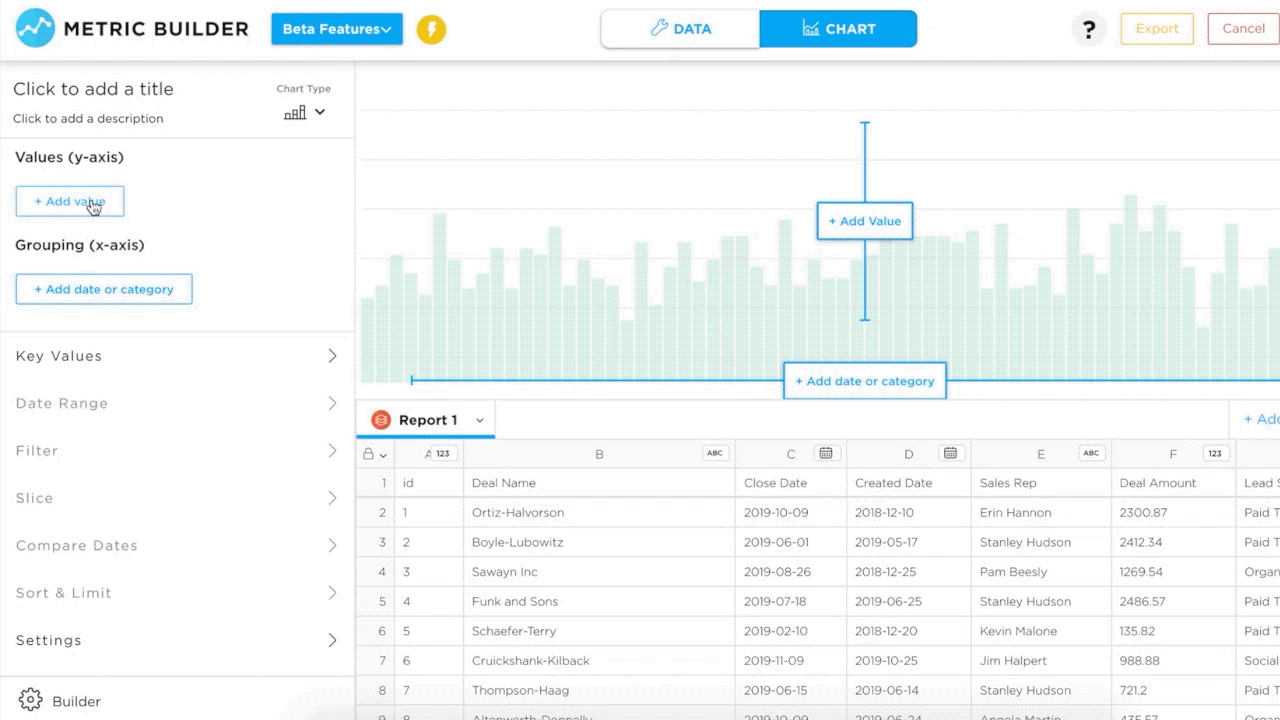 METRIC BUILDER Beta Features DATA CHART ? Export Cancel
Click to add a title Chart Type
Click to add a description
Values (y-axis)
+ Add value
+ Add Value
Grouping (x-axis)
+ Add date or category
+ Add date or category
Key Values
Date Range
Filter
Slice
Compare Dates
Sort & Limit
Settings
Builder
Report 1 + Add
A 123 B ABC C D E ABC F 123
1 id Deal Name Close Date Created Date Sales Rep Deal Amount Lead S
2 1 Ortiz-Halvorson 2019-10-09 2018-12-10 Erin Hannon 2300.87 Paid T
3 2 Boyle-Lubowitz 2019-06-01 2019-05-17 Stanley Hudson 2412.34 Paid T
4 3 Sawayn Inc 2019-08-26 2018-12-25 Pam Beesly 1269.54 Organ
5 4 Funk and Sons 2019-07-18 2019-06-25 Stanley Hudson 2486.57 Paid T
6 5 Schaefer-Terry 2019-02-10 2018-12-20 Kevin Malone 135.82 Paid T
7 6 Cruickshank-Kilback 2019-11-09 2019-10-25 Jim Halpert 988.88 Social
8 7 Thompson-Haag 2019-06-15 2019-06-14 Stanley Hudson 721.2 Paid T
9 8 Altenworth-Donnelly 2019-10-09 2019-06-24 Angela Martin 435.57 Paid T